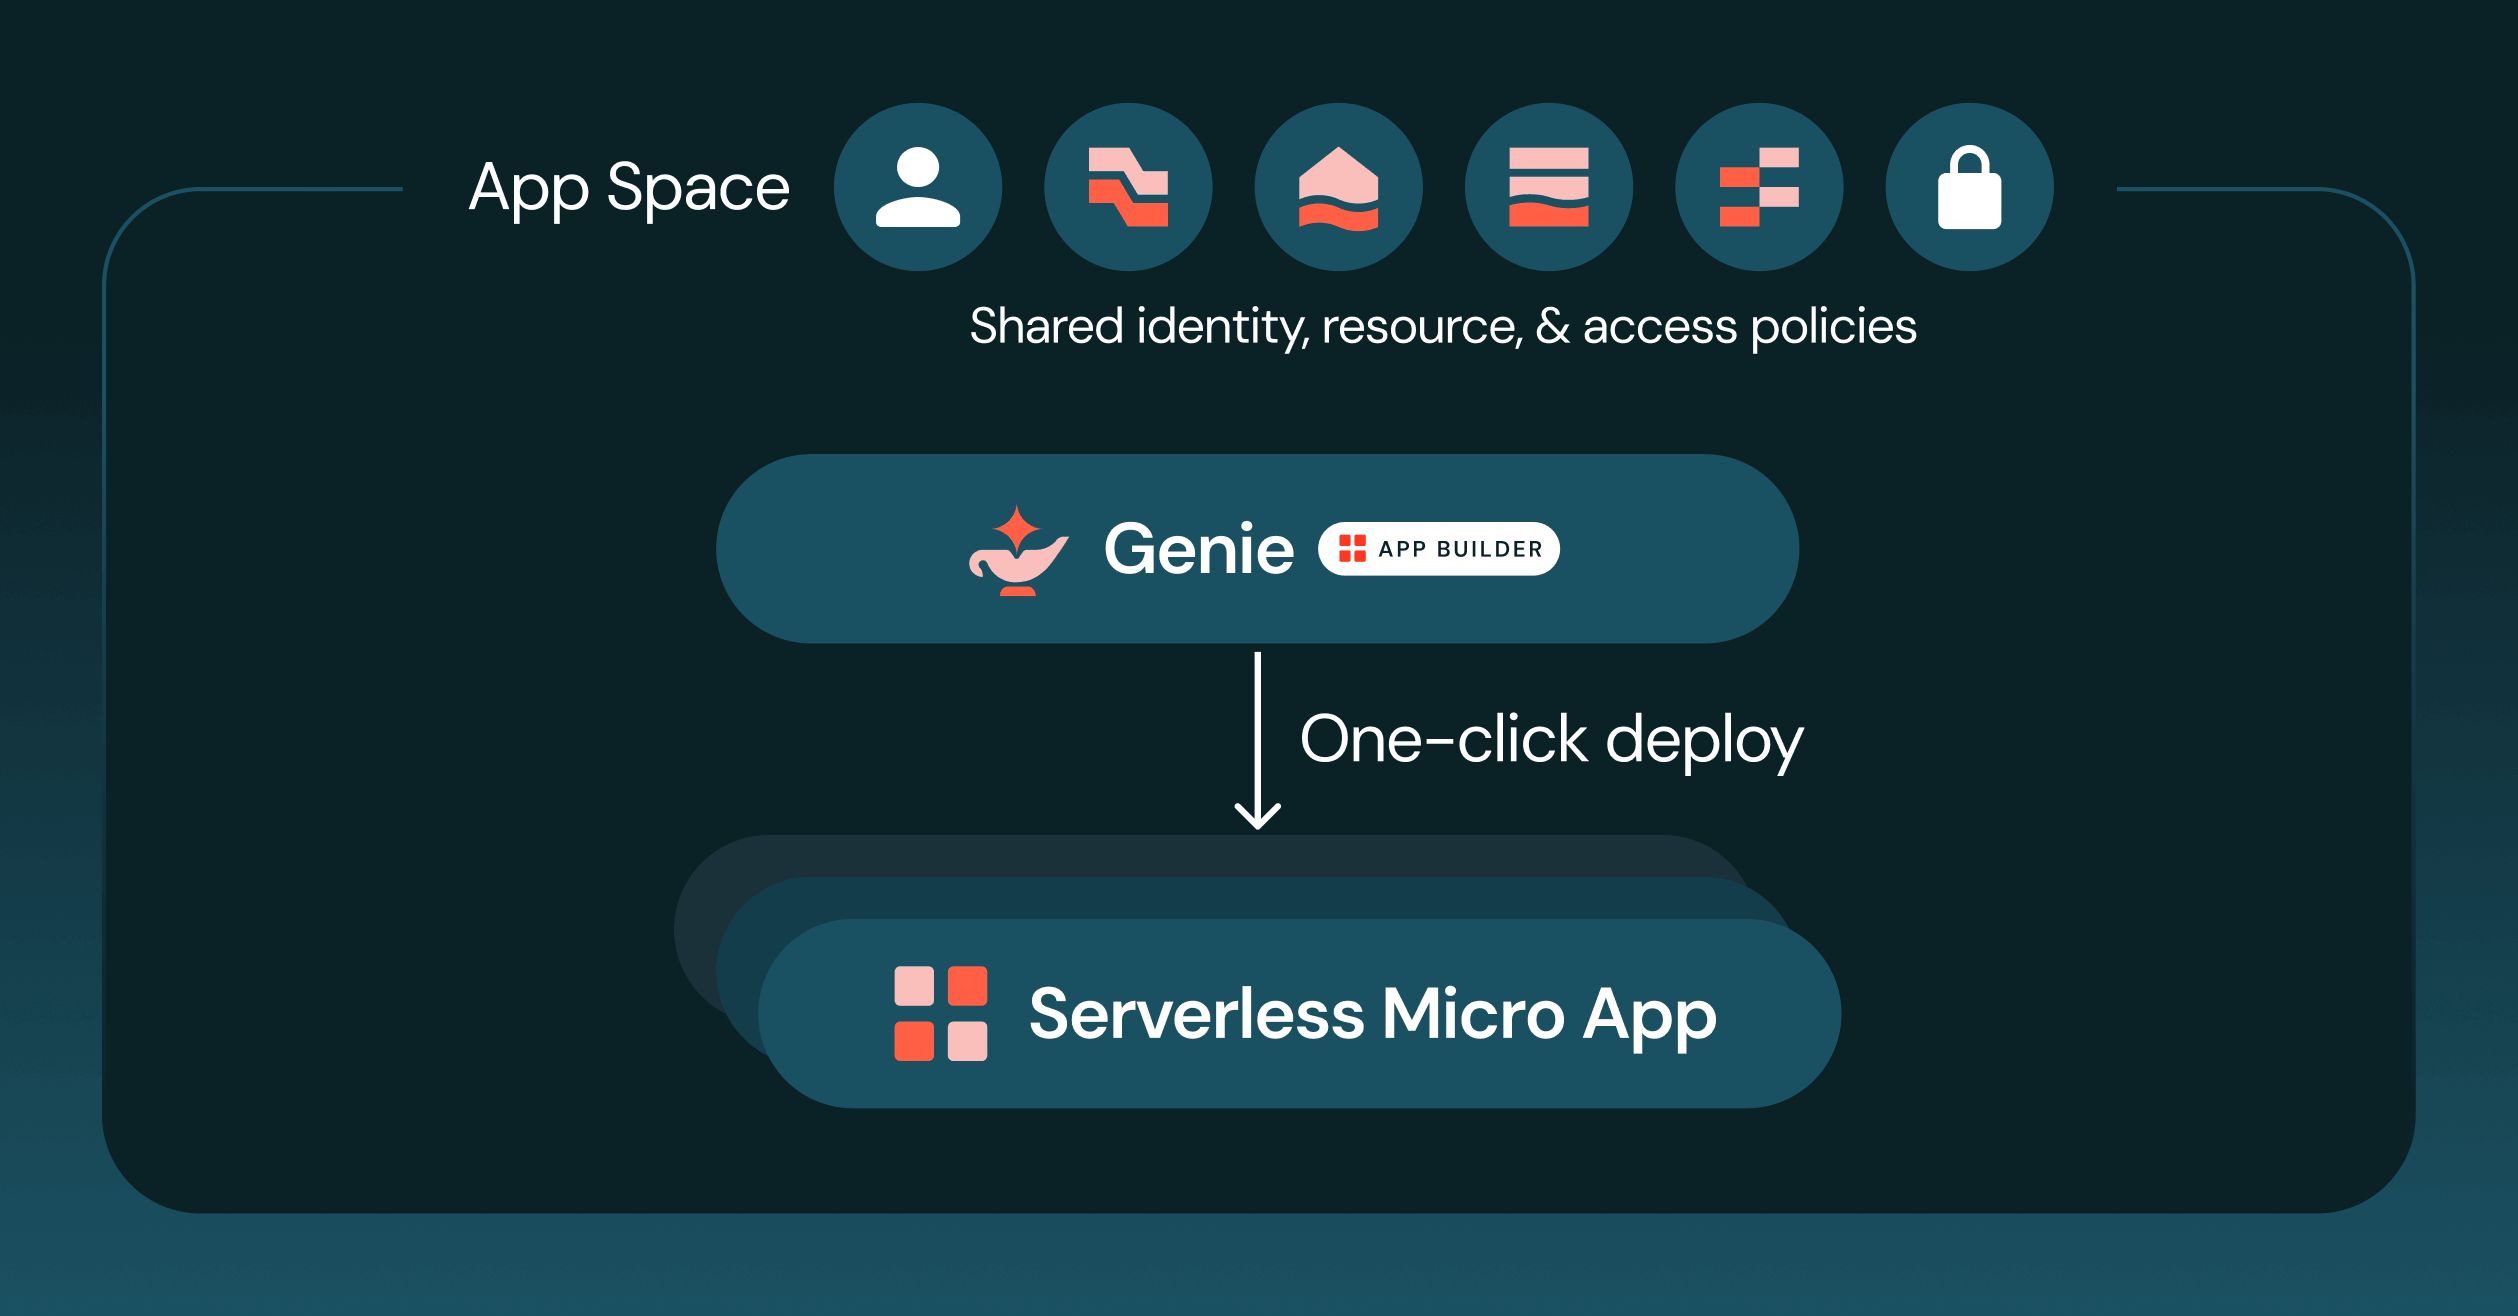 App Space
Shared identity, resource, & access policies
Genie APP BUILDER
One-click deploy
Serverless Micro App